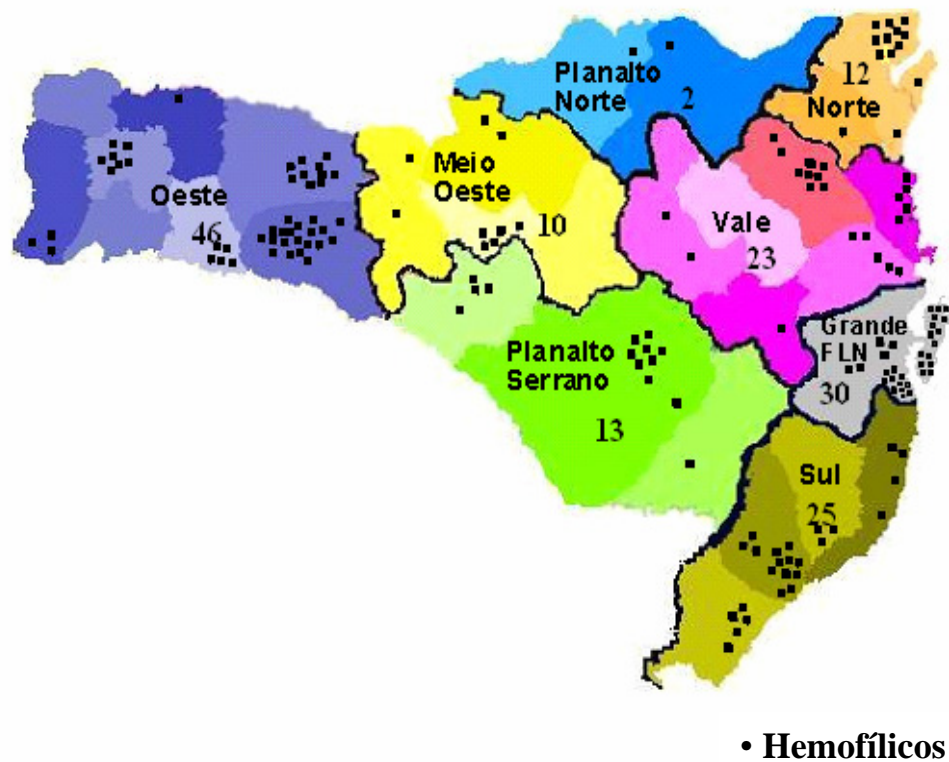 Planalto
Norte
2
12
Norte
Meio
Oeste
10
Oeste
46
Vale
23
Grande
FLN
30
Planalto
Serrano
13
Sul
25
• Hemofílicos